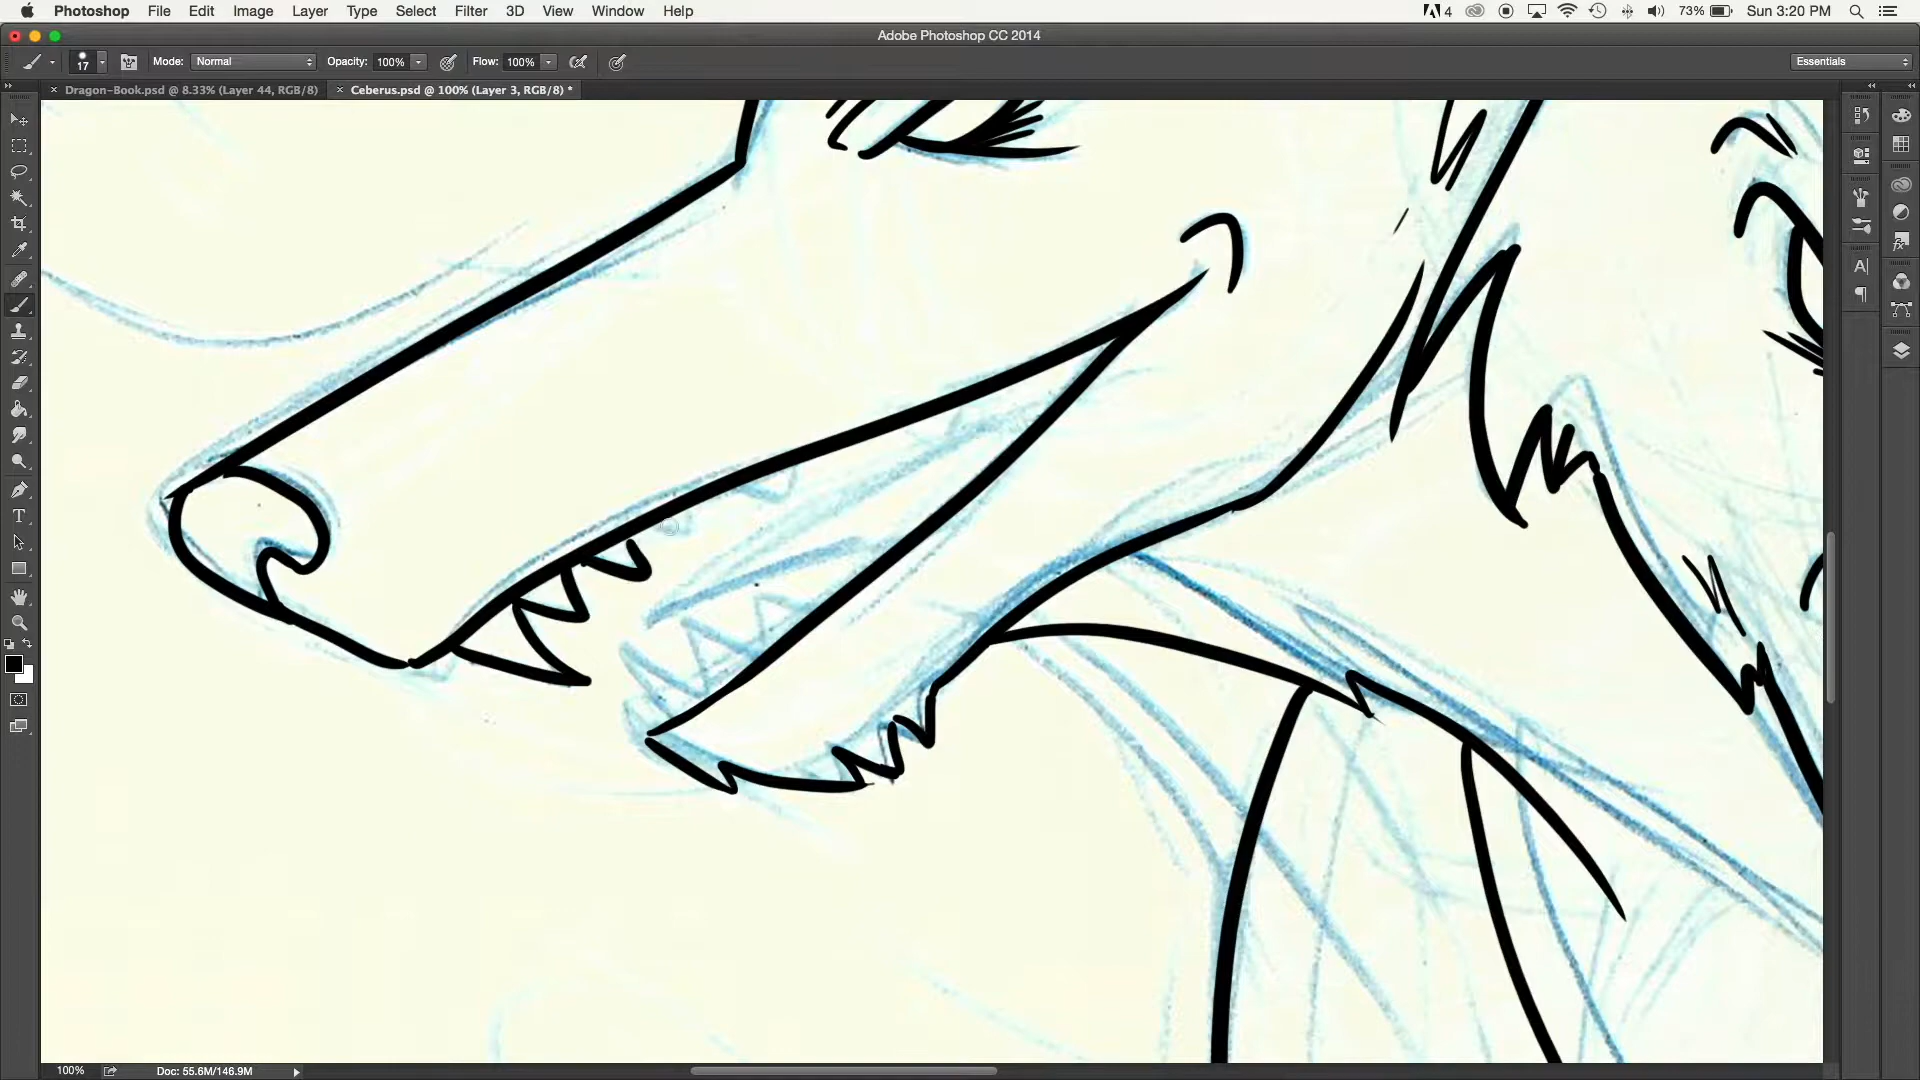 Photoshop File Edit Image Layer Type Select Filter 3D View Window Help 4 73% Sun 3:20 PM
Adobe Photoshop CC 2014
17 Mode: Normal Opacity: 100% Flow: 100% Essentials
Dragon-Book.psd @ 8.33% (Layer 44, RGB/8) Ceberus.psd @ 100% (Layer 3, RGB/8) *
100% Doc: 55.6M/146.9M